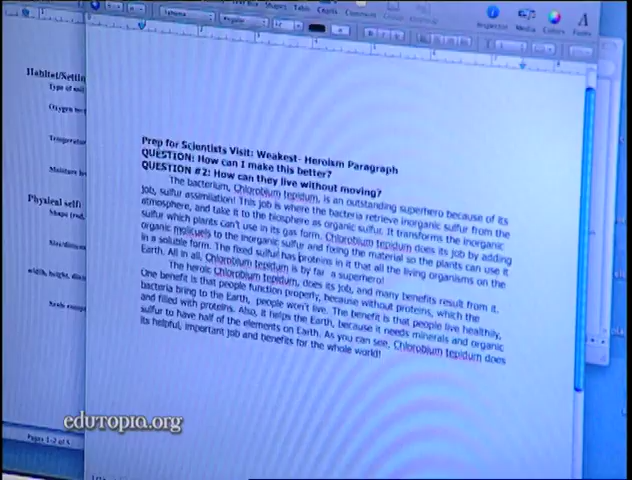 Inspector Media Colors Fonts
Habitat/Setting
Type of soil
Physical self
Prep for Scientists Visit: Weakest- Heroism Paragraph
QUESTION: How can I make this better?
QUESTION #2: How can they live without moving?
The bacterium, Chlorobium tepidum, is an outstanding superhero because of its
job, sulfur assimilation! This job is where the bacteria retrieve inorganic sulfur from the
atmosphere, and take it to the biosphere as organic sulfur. It transforms the inorganic
sulfur which plants can't use in its gas form. Chlorobium tepidum does its job by adding
organic molicuels to the inorganic sulfur and fixing the material so the plants can use it
in a soluble form. The fixed sulfur has proteins in it that all the living organisms on the
Earth. All in all, Chlorobium tepidum is by far a superhero!
The heroic Chlorobium tepidum, does its job, and many benefits result from it.
One benefit is that people function properly, because without proteins, which the
bacteria bring to the Earth, people won't live. The benefit is that people live healthily,
and filled with proteins. Also, it helps the Earth, because it needs minerals and organic
sulfur to have half of the elements on Earth. As you can see, Chlorobium tepidum does
its helpful, important job and benefits for the whole world!
edutopia.org